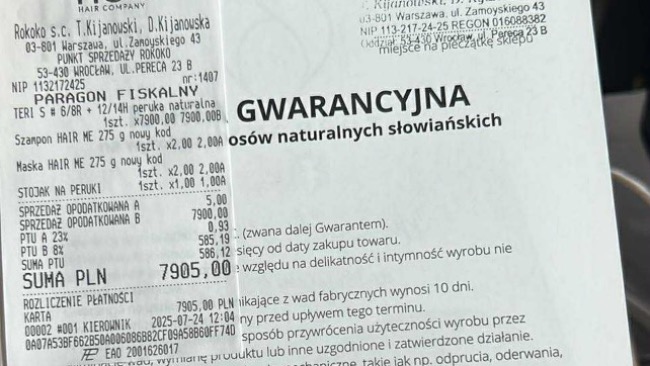 HAIR COMPANY
Rokoko s.c. T.Kijanowski, D.Kijanowska
03-801 Warszawa, ul.Zamoyskiego 43
PUNKT SPRZEDAŻY ROKOKO
53-430 WROCŁAW, UL.PERECA 23 B
NIP 1132172425 nr:1407
PARAGON FISKALNY
TERI S # 6/8R + 12/14H peruka naturalna
1szt. x7900,00 7900,00B
Szampon HAIR ME 275 g nowy kod
1szt. x2,00 2,00A
Maska HAIR ME 275 g nowy kod
1szt. x2,00 2,00A
STOJAK NA PERUKI 1szt. x1,00 1,00A
SPRZEDAŻ OPODATKOWANA A 5,00
SPRZEDAŻ OPODATKOWANA B 7900,00
PTU A 23% 0,93
PTU B 8% 585,19
SUMA PTU 586,12
SUMA PLN 7905,00
ROZLICZENIE PŁATNOŚCI
KARTA 7905,00 PLN
00002 #001 KIEROWNIK 2025-07-24 12:04
0A07A53BF662B50A006086B82CF09A58B60FF74D
EAO 2001626017
Kijanowski, D. Kijanowska
03-801 Warszawa, ul. Zamoyskiego 43
NIP 113-217-24-25 REGON 016088382
Oddział 53-430 Wrocław, ul. Pereca 23 B
miejsce na pieczątkę sklepu
GWARANCYJNA
osów naturalnych słowiańskich
(zwana dalej Gwarantem).
sięcy od daty zakupu towaru.
względu na delikatność i intymność wyrobu nie
nikające z wad fabrycznych wynosi 10 dni.
ny przed upływem tego terminu.
sposób przywrócenia użyteczności wyrobu przez
wymianę produktu lub inne uzgodnione i zatwierdzone działanie.
takie jak np. odprucia, oderwania,